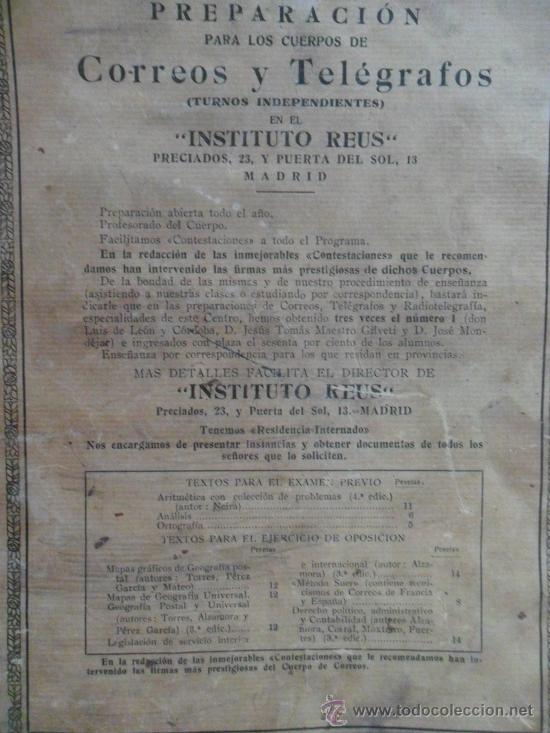 PREPARACIÓN
PARA LOS CUERPOS DE
Correos y Telégrafos
(TURNOS INDEPENDIENTES)
EN EL
"INSTITUTO REUS"
PRECIADOS, 23, Y PUERTA DEL SOL, 13
MADRID
Preparación abierta todo el año.
Profesorado del Cuerpo.
Facilitamos «Contestaciones» a todo el Programa.
En la redacción de las inmejorables «Contestaciones» que le recomen-
damos han intervenido las firmas más prestigiosas de dichos Cuerpos.
De la bondad de las mismas y de nuestro procedimiento de enseñanza
(asistiendo a nuestras clases o estudiando por correspondencia), bastará in-
dicarle que en las preparaciones de Correos, Telégrafos y Radiotelegrafía,
especialidades de este Centro, hemos obtenido tres veces el número 1 (don
Luis de León y Córdoba, D. Jesús Tomás Maestro Gilveti y D. José Mon-
déjar) e ingresados con plaza el sesenta por ciento de los alumnos.
Enseñanza por correspondencia para los que residan en provincias.
MAS DETALLES FACILITA EL DIRECTOR DE
"INSTITUTO REUS"
Preciados, 23, y Puerta del Sol, 13.-MADRID
Tenemos «Residencia-Internado»
Nos encargamos de presentar instancias y obtener documentos de todos los
señores que lo soliciten.
TEXTOS PARA EL EXAMEN PREVIO Pesetas.
Aritmética con colección de problemas (4.ª edic.)
(autor: Neira) 11
Análisis 6
Ortografía 5
TEXTOS PARA EL EJERCICIO DE OPOSICION
Pesetas
Mapas gráficos de Geografía pos-
tal (autores: Torres, Pérez
García y Mateo) 12
Mapas de Geografía Universal. 12
Geografía Postal y Universal
(autores: Torres, Alzamora y
Pérez García) (3.ª edic.) 12
Legislación de servicio interior
Pesetas
e internacional (autor: Alza-
mora) (3.ª edic.) 14
«Método Suer» (contiene tecni-
cismos de Correos de Francia
y España) 8
Derecho político, administrativo
y Contabilidad (autores Alza-
mora, Corral, Montero, Fuer-
tes) (3.ª edic.) 14
En la redacción de las inmejorables «Contestaciones» que le recomendamos han in-
tervenido las firmas más prestigiosas del Cuerpo de Correos.
www.todocoleccion.net